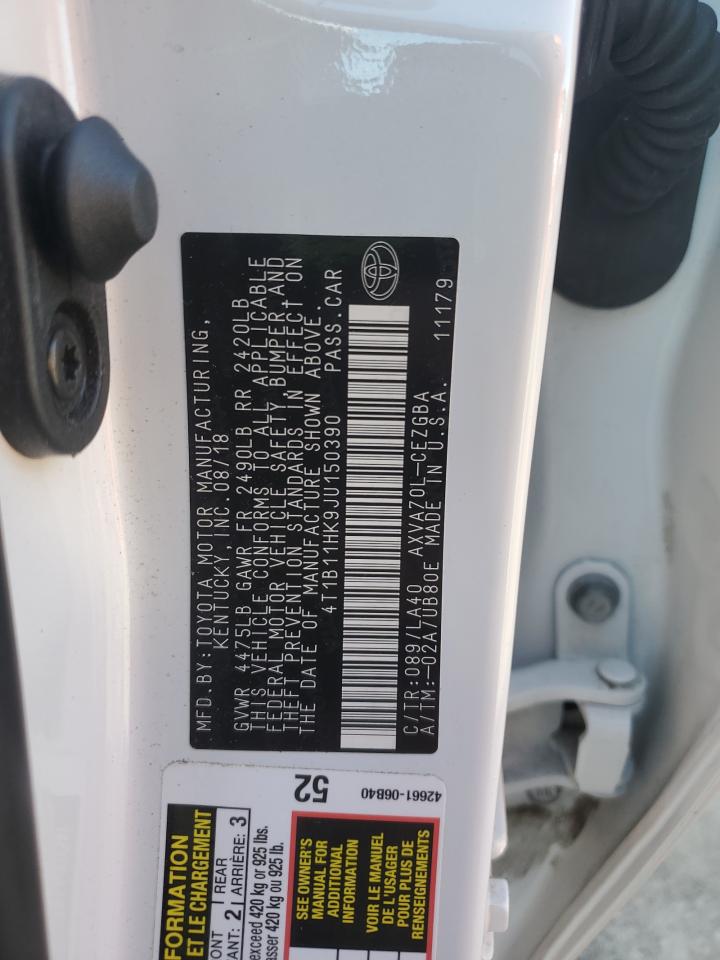 MFD.BY:TOYOTA MOTOR MANUFACTURING,
KENTUCKY, INC. 08/18
GVWR 4475LB GAWR FR 2490LB RR 2420LB
THIS VEHICLE CONFORMS TO ALL APPLICABLE
FEDERAL MOTOR VEHICLE SAFETY, BUMPER, AND
THEFT PREVENTION STANDARDS IN EFFECT ON
THE DATE OF MANUFACTURE SHOWN ABOVE.
4T1B11HK9JU150390 PASS.CAR
C/TR:089/LA40 AXVA70L-CEZGBA
A/TM:-02A/UB80E MADE IN U.S.A. 11179
ET LE CHARGEMENT
REAR
2 ARRIÈRE: 3
exceed 420 kg or 925 lbs.
420 kg ou 925 lb.
52
42661-06B40
SEE OWNER'S
MANUAL FOR
ADDITIONAL
INFORMATION
VOIR LE MANUEL
DE L'USAGER
POUR PLUS DE
RENSEIGNEMENTS